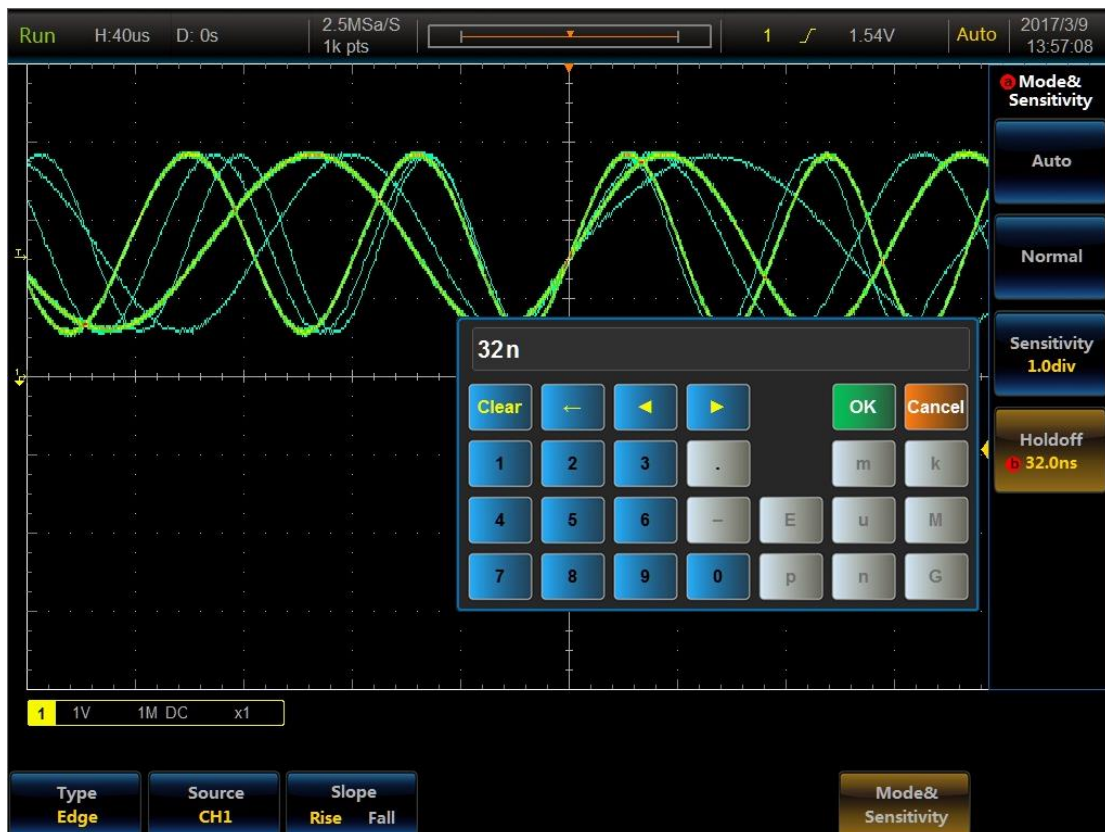 Run H:40us D: 0s 2.5MSa/S 1 1.54V Auto 2017/3/9
1k pts 13:57:08
a Mode&
Sensitivity
Auto
T
Normal
32n
Sensitivity
1.0div
1
Clear ← ◄ ► OK Cancel
Holdoff
b 32.0ns
1 2 3 . m k
4 5 6 − E u M
7 8 9 0 p n G
1 1V 1M DC x1
Type Source Slope Mode&
Edge CH1 Rise Fall Sensitivity